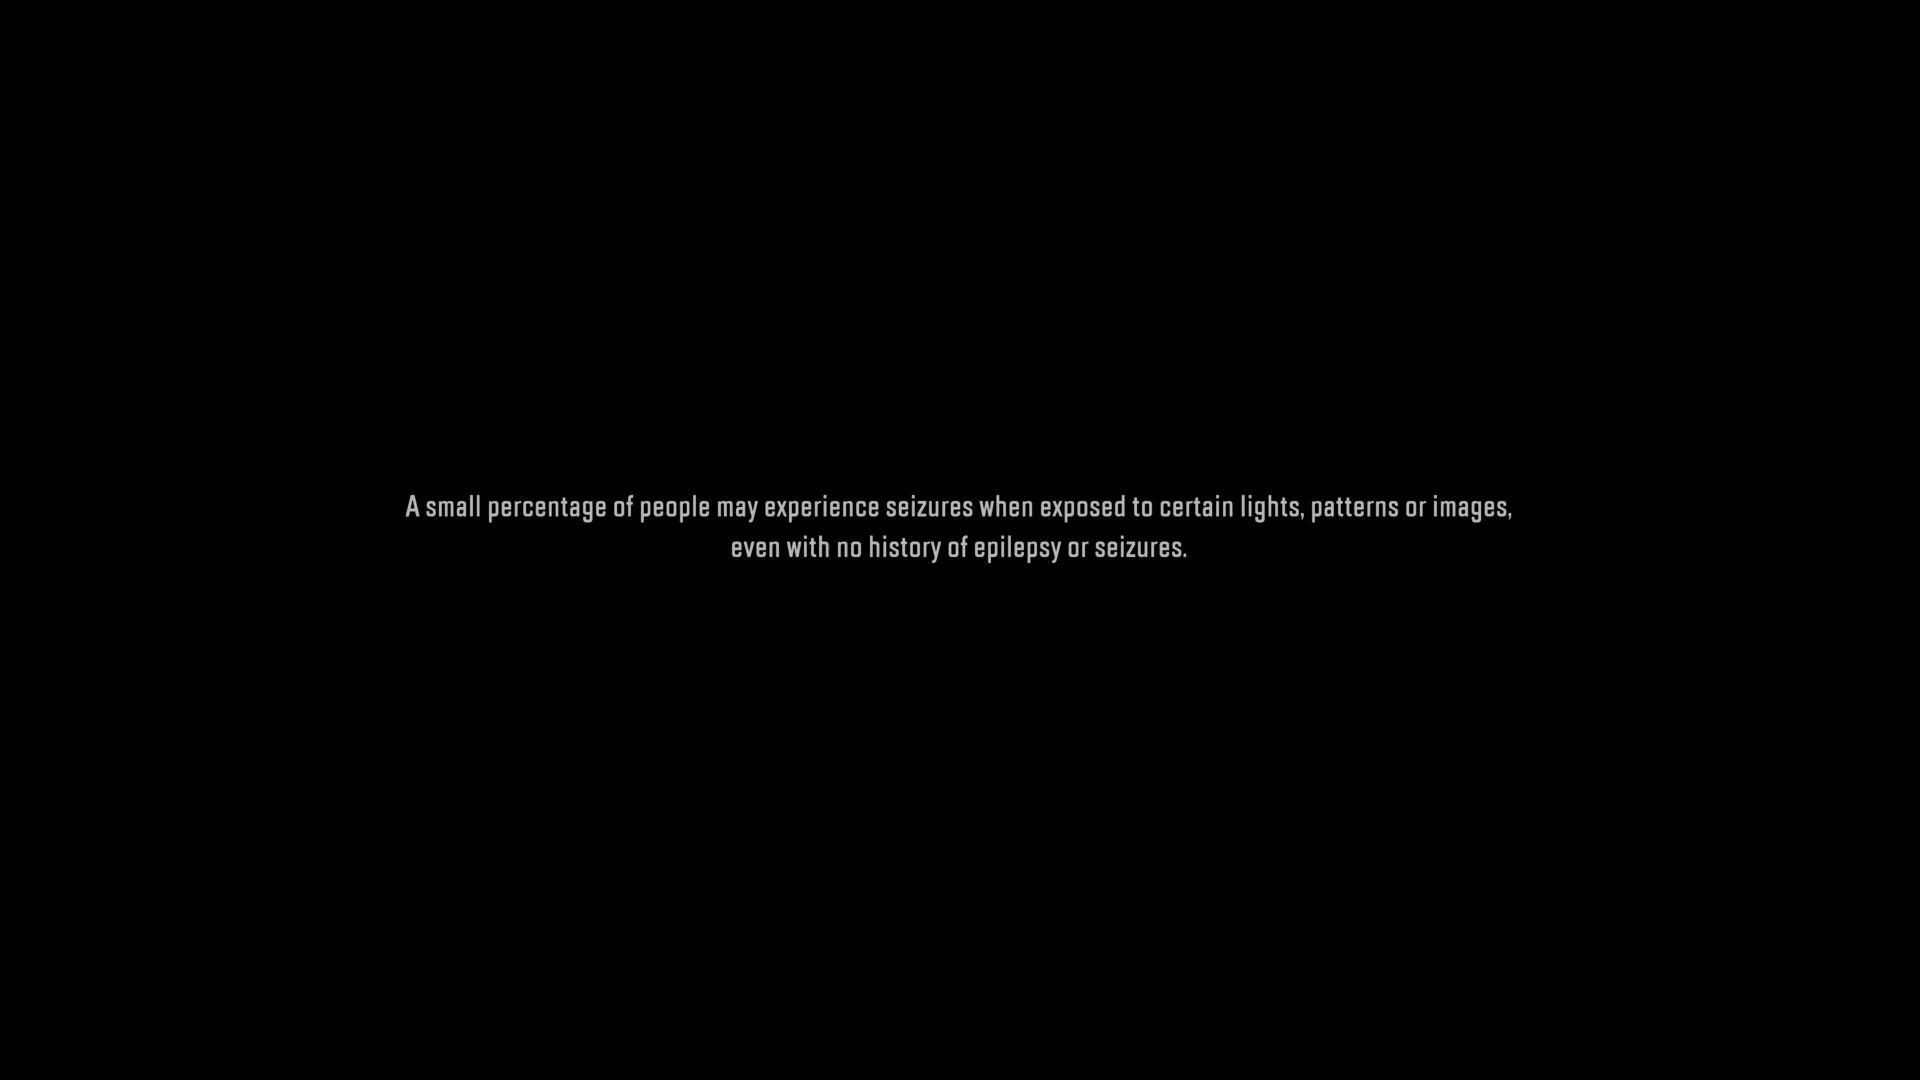 A small percentage of people may experience seizures when exposed to certain lights, patterns or images,
even with no history of epilepsy or seizures.